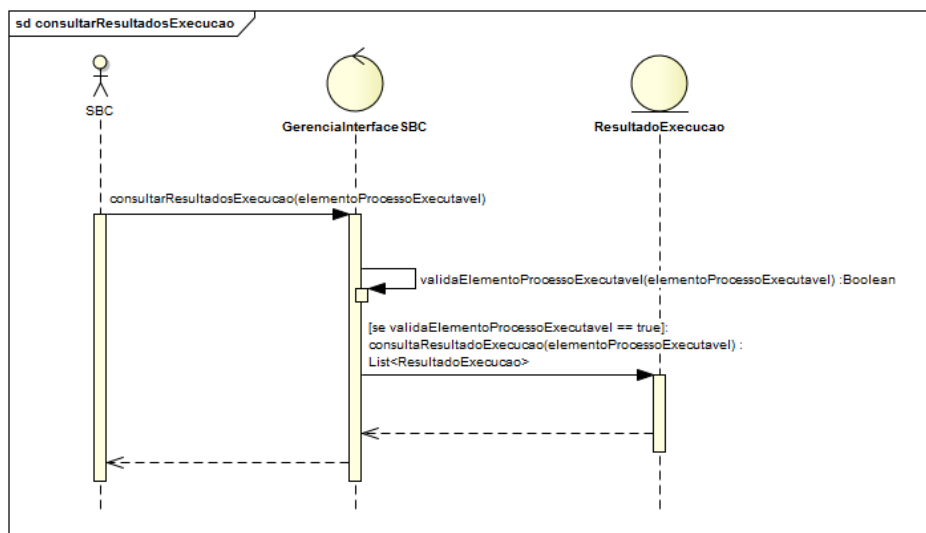 sd consultarResultadosExecucao
SBC
GerenciaInterfaceSBC
ResultadoExecucao
consultarResultadosExecucao(elementoProcessoExecutavel)
validaElementoProcessoExecutavel(elementoProcessoExecutavel) :Boolean
[se validaElementoProcessoExecutavel == true]:
consultaResultadoExecucao(elementoProcessoExecutavel) :
List<ResultadoExecucao>